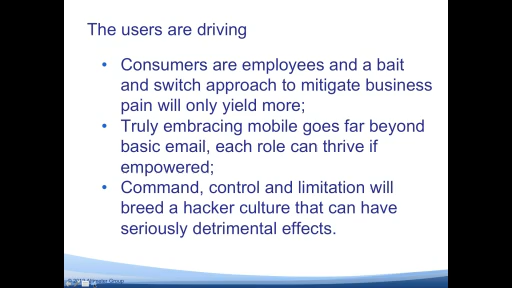 The users are driving
• Consumers are employees and a bait
and switch approach to mitigate business
pain will only yield more;
• Truly embracing mobile goes far beyond
basic email, each role can thrive if
empowered;
• Command, control and limitation will
breed a hacker culture that can have
seriously detrimental effects.
Group